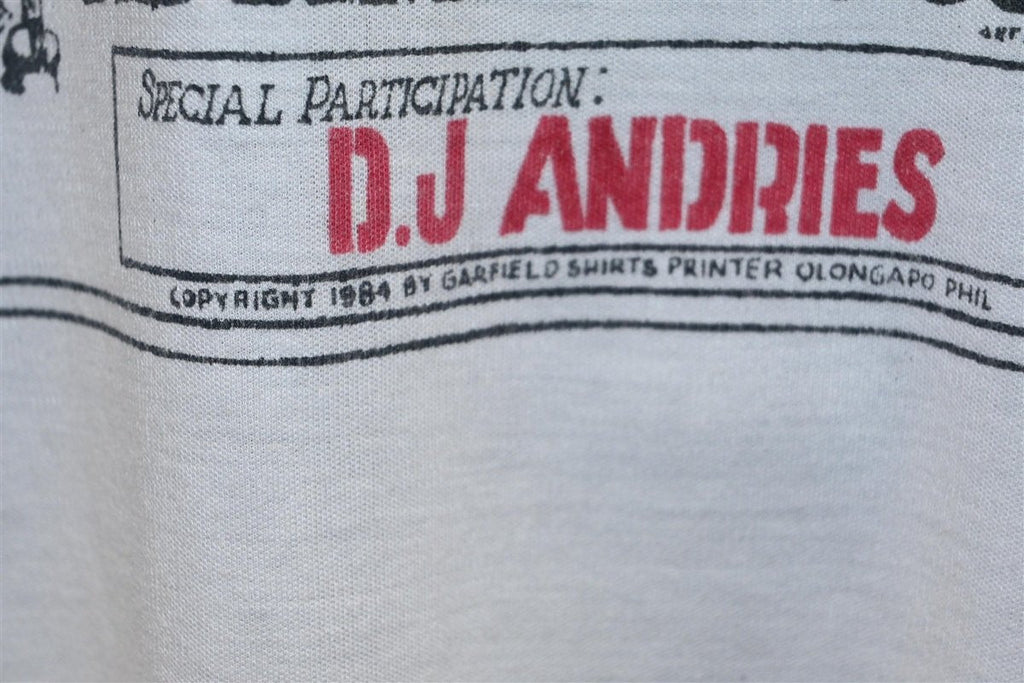 SPECIAL PARTICIPATION:
D.J ANDRIES
COPYRIGHT 1984 BY GARFIELD SHIRTS PRINTER OLONGAPO PHIL